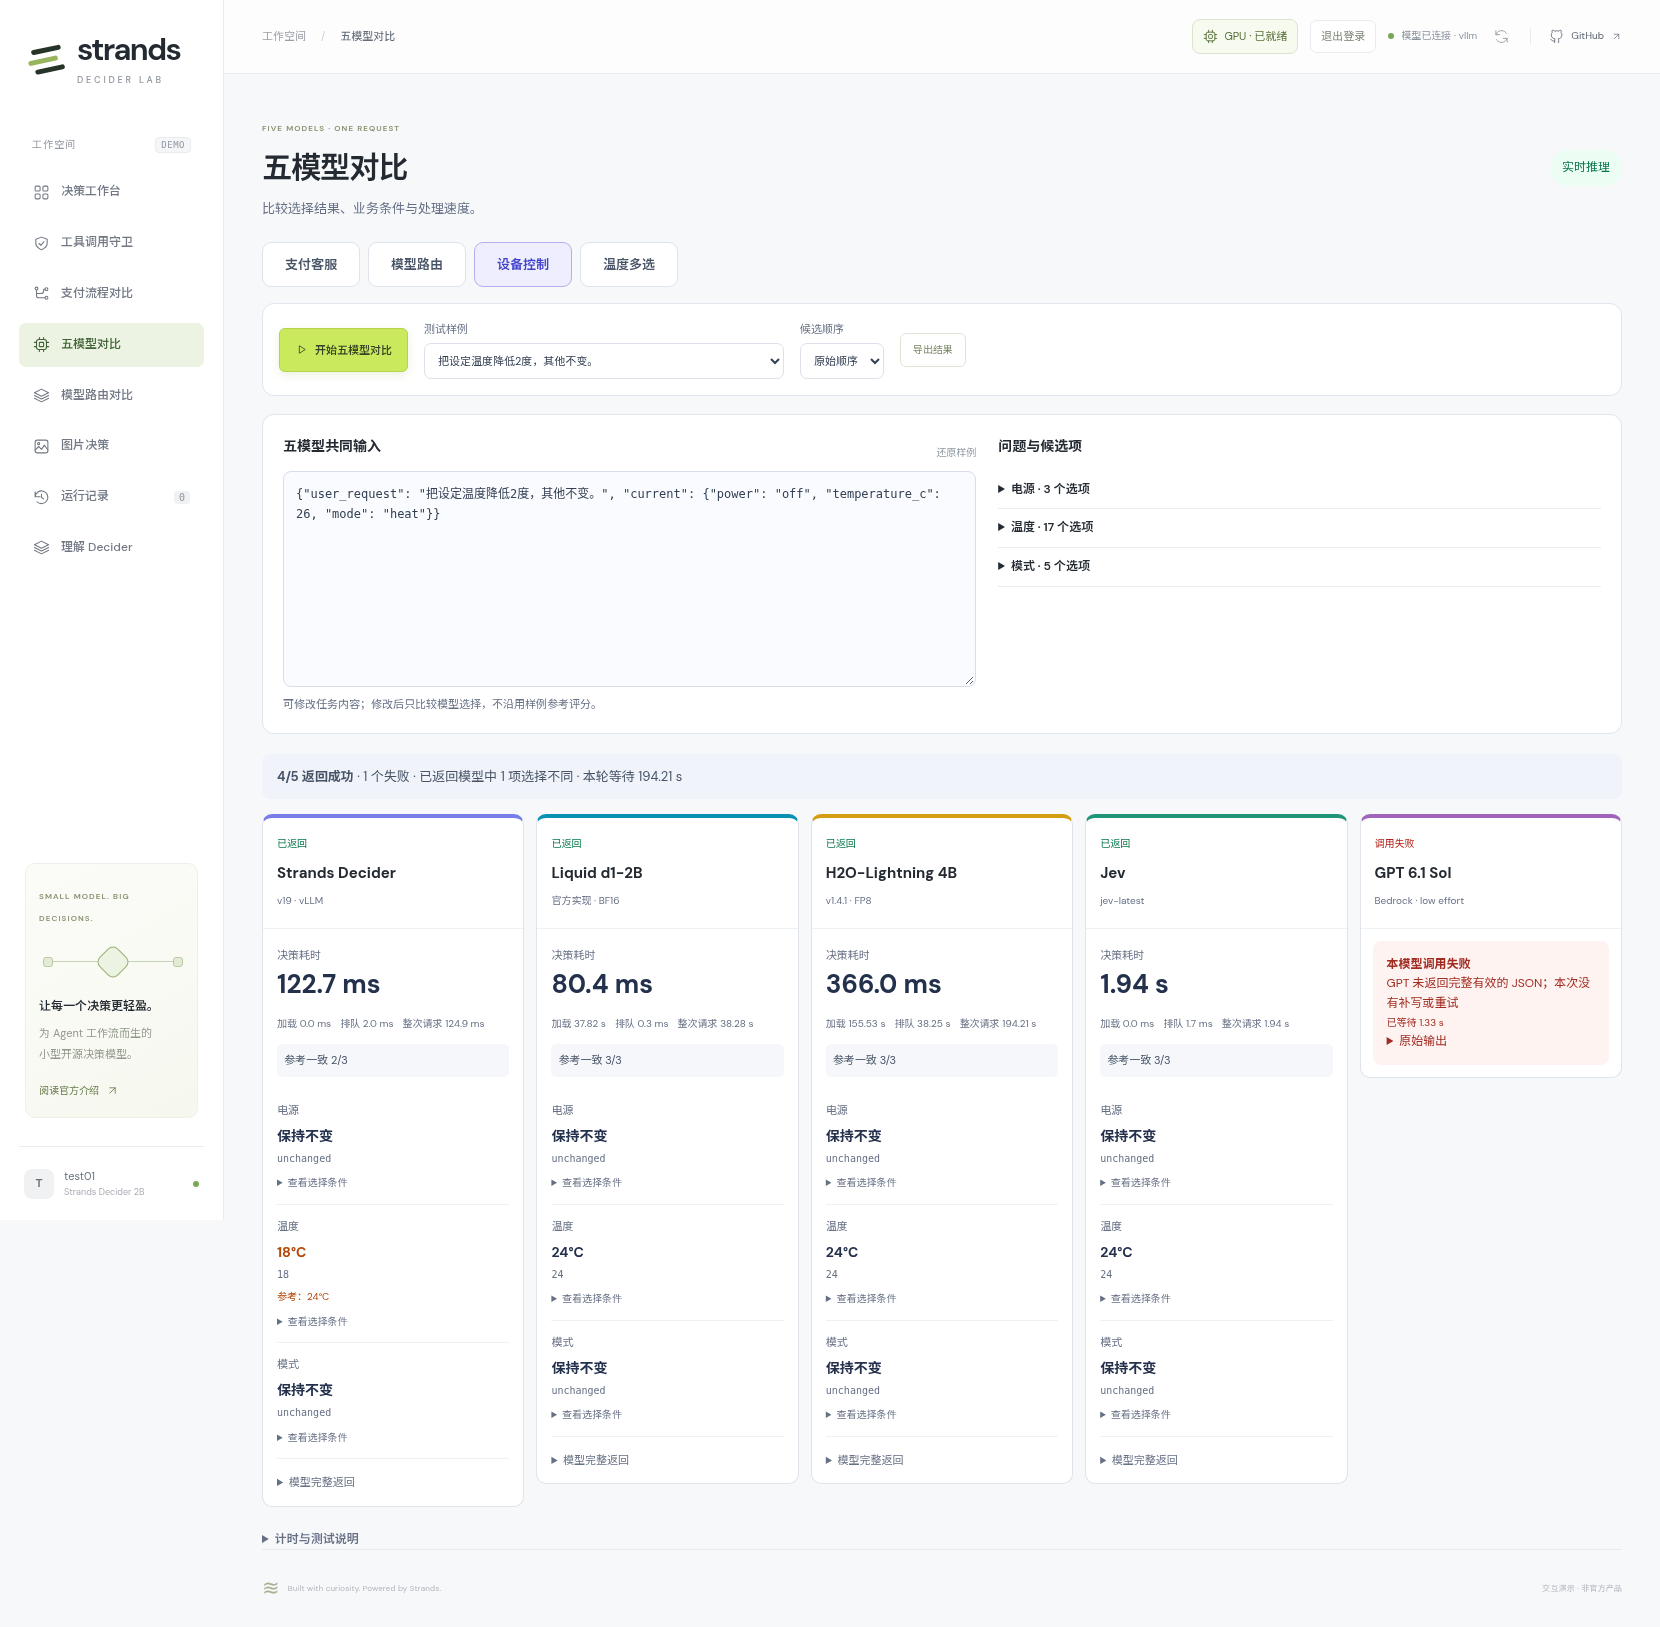 strands
DECIDER LAB
工作空间
DEMO
决策工作台
工具调用守卫
支付流程对比
五模型对比
模型路由对比
图片决策
运行记录
0
理解 Decider
SMALL MODEL. BIG
DECISIONS.
让每一个决策更轻盈。
为 Agent 工作流而生的
小型开源决策模型。
阅读官方介绍
T
test01
Strands Decider 2B
工作空间 / 五模型对比
GPU · 已就绪
退出登录
模型已连接 · vllm
GitHub
FIVE MODELS · ONE REQUEST
五模型对比
实时推理
比较选择结果、业务条件与处理速度。
支付客服
模型路由
设备控制
温度多选
开始五模型对比
测试样例
把设定温度降低2度，其他不变。
候选顺序
原始顺序
导出结果
五模型共同输入
还原样例
{"user_request": "把设定温度降低2度，其他不变。", "current": {"power": "off", "temperature_c":
26, "mode": "heat"}}
可修改任务内容；修改后只比较模型选择，不沿用样例参考评分。
问题与候选项
电源 · 3 个选项
温度 · 17 个选项
模式 · 5 个选项
4/5 返回成功 · 1 个失败 · 已返回模型中 1 项选择不同 · 本轮等待 194.21 s
已返回
Strands Decider
v19 · vLLM
决策耗时
122.7 ms
加载 0.0 ms 排队 2.0 ms 整次请求 124.9 ms
参考一致 2/3
电源
保持不变
unchanged
查看选择条件
温度
18°C
18
参考：24°C
查看选择条件
模式
保持不变
unchanged
查看选择条件
模型完整返回
已返回
Liquid d1-2B
官方实现 · BF16
决策耗时
80.4 ms
加载 37.82 s 排队 0.3 ms 整次请求 38.28 s
参考一致 3/3
电源
保持不变
unchanged
查看选择条件
温度
24°C
24
查看选择条件
模式
保持不变
unchanged
查看选择条件
模型完整返回
已返回
H2O-Lightning 4B
v1.4.1 · FP8
决策耗时
366.0 ms
加载 155.53 s 排队 38.25 s 整次请求 194.21 s
参考一致 3/3
电源
保持不变
unchanged
查看选择条件
温度
24°C
24
查看选择条件
模式
保持不变
unchanged
查看选择条件
模型完整返回
已返回
Jev
jev-latest
决策耗时
1.94 s
加载 0.0 ms 排队 1.7 ms 整次请求 1.94 s
参考一致 3/3
电源
保持不变
unchanged
查看选择条件
温度
24°C
24
查看选择条件
模式
保持不变
unchanged
查看选择条件
模型完整返回
调用失败
GPT 6.1 Sol
Bedrock · low effort
本模型调用失败
GPT 未返回完整有效的 JSON；本次没
有补写或重试
已等待 1.33 s
原始输出
计时与测试说明
Built with curiosity. Powered by Strands.
交互演示 · 非官方产品